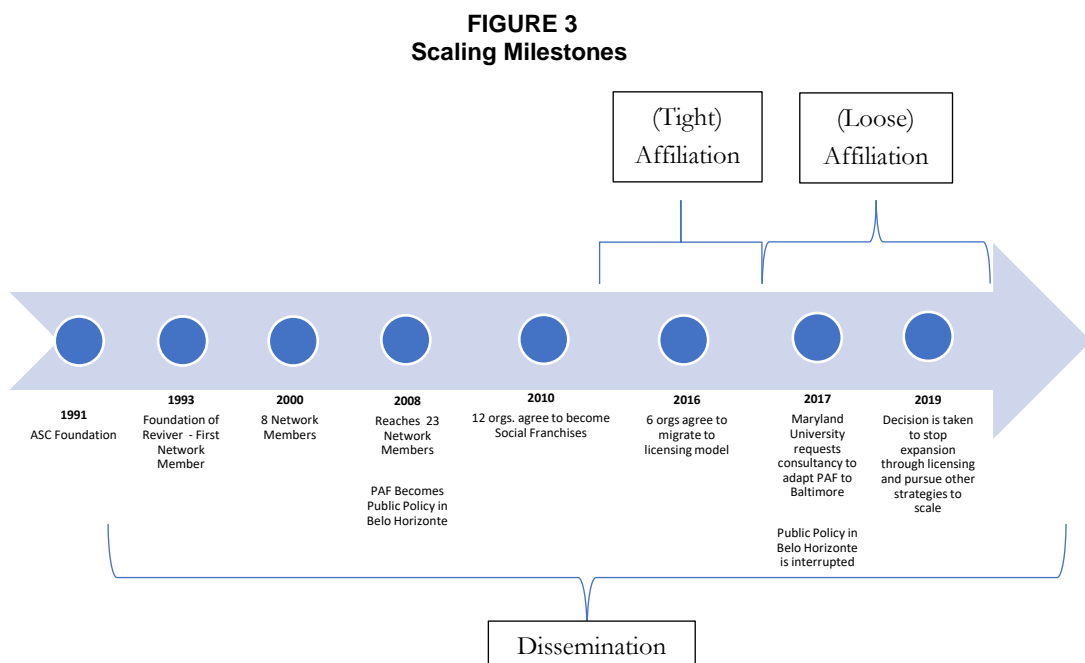 FIGURE 3
Scaling Milestones
(Tight)
Affiliation
(Loose)
Affiliation
1991
ASC Foundation
1993
Foundation of
Reviver - First
Network
Member
2000
8 Network
Members
2008
Reaches 23
Network
Members
PAF Becomes
Public Policy in
Belo Horizonte
2010
12 orgs. agree to become
Social Franchises
2016
6 orgs agree to
migrate to
licensing model
2017
Maryland
University
requests
consultancy to
adapt PAF to
Baltimore
Public Policy in
Belo Horizonte
is interrupted
2019
Decision is taken
to stop
expansion
through licensing
and pursue other
strategies to
scale
Dissemination